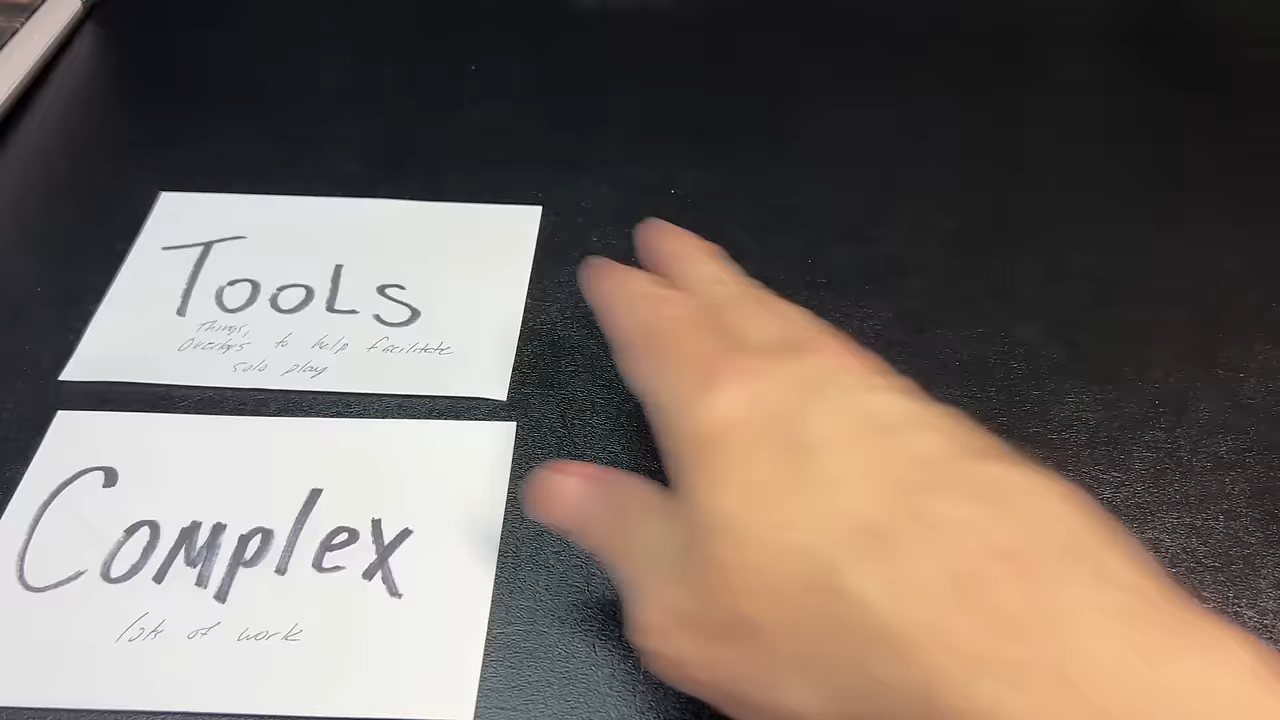 TooLs
Things,
Overlays to help facilitate
solo play
Complex
lots of work